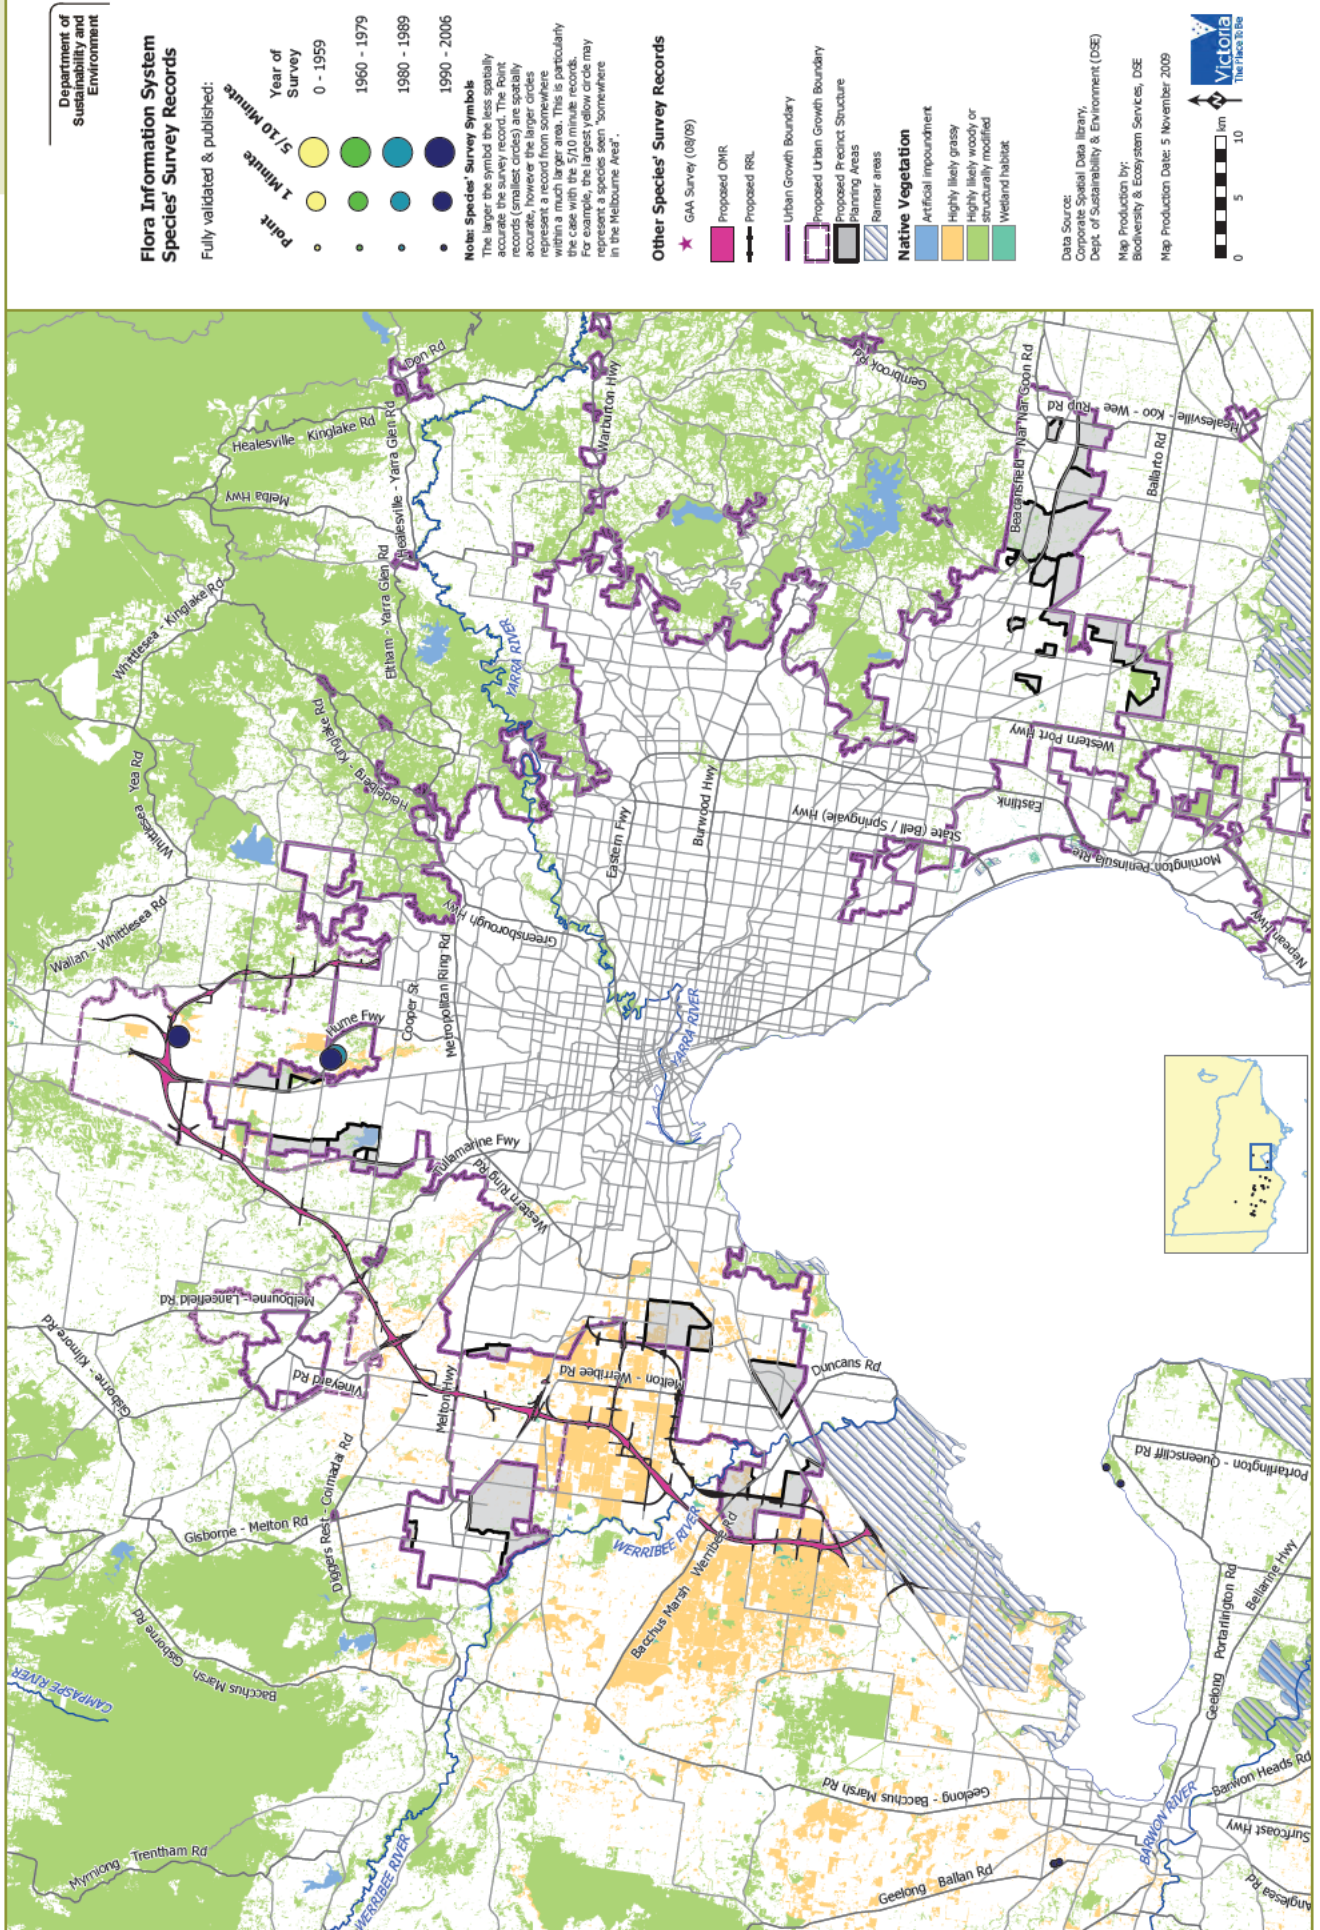 Department of
Sustainability and
Environment
Flora Information System
Species' Survey Records
Fully validated & published:
Point
1 Minute
5/10 Minute
Year of
Survey
0 - 1959
1960 - 1979
1980 - 1989
1990 - 2006
Note: Species' Survey Symbols
The larger the symbol the less spatially
accurate the survey record. The Point
records (smallest circles) are spatially
accurate, however the larger circles
represent a record from somewhere
within a much larger area. This is particularly
the case with the 5/10 minute records.
For example, the largest yellow circle may
represent a species seen "somewhere
in the Melbourne Area".
Other Species' Survey Records
GAA Survey (08/09)
Proposed OMR
Proposed RRL
Urban Growth Boundary
Proposed Urban Growth Boundary
Proposed Precinct Structure
Planning Areas
Ramsar areas
Native Vegetation
Artificial impoundment
Highly likely grassy
Highly likely woody or
structurally modified
Wetland habitat
Data Source:
Corporate Spatial Data library,
Dept. of Sustainability & Environment (DSE)
Map Production by:
Biodiversity & Ecosystem Services, DSE
Map Production Date: 5 November 2009
0
5
10
km
N
Victoria
The Place To Be
Don Rd
Healesville - Kinglake Rd
Melba Hwy
Healesville - Yarra Glen Rd
Eltham - Yarra Glen Rd
Whittlesea - Kinglake Rd
Whittlesea - Yea Rd
Heidelberg - Kinglake Rd
Wallan - Whittlesea Rd
Warburton Hwy
Gembrook Rd
Beaconsfield - Nar Nar Goon Rd
Healesville - Koo - Wee - Rup Rd
Ballarto Rd
YARRA RIVER
Western Port Hwy
Eastlink
Mornington Peninsula Rte
Nepean Hwy
State (Bell / Springvale) Hwy
Burwood Hwy
Eastern Fwy
Greensborough Hwy
Metropolitan Ring Rd
Cooper St
Hume Fwy
YARRA RIVER
Tullamarine Fwy
Western Ring Rd
Melbourne - Lancefield Rd
Gisborne - Kilmore Rd
Vineyard Rd
Melton Hwy
Melton - Werribee Rd
Duncans Rd
Diggers Rest - Coimadai Rd
Gisborne - Melton Rd
WERRIBEE RIVER
Bacchus Marsh - Werribee Rd
Bacchus Marsh - Gisborne Rd
CAMPASPE RIVER
Myrniong - Trentham Rd
WERRIBEE RIVER
Geelong - Bacchus Marsh Rd
Geelong - Ballan Rd
Portarlington - Queenscliff Rd
Geelong - Portarlington Rd
Bellarine Hwy
Barwon Heads Rd
BARWON RIVER
Surfcoast Hwy
Anglesea Rd